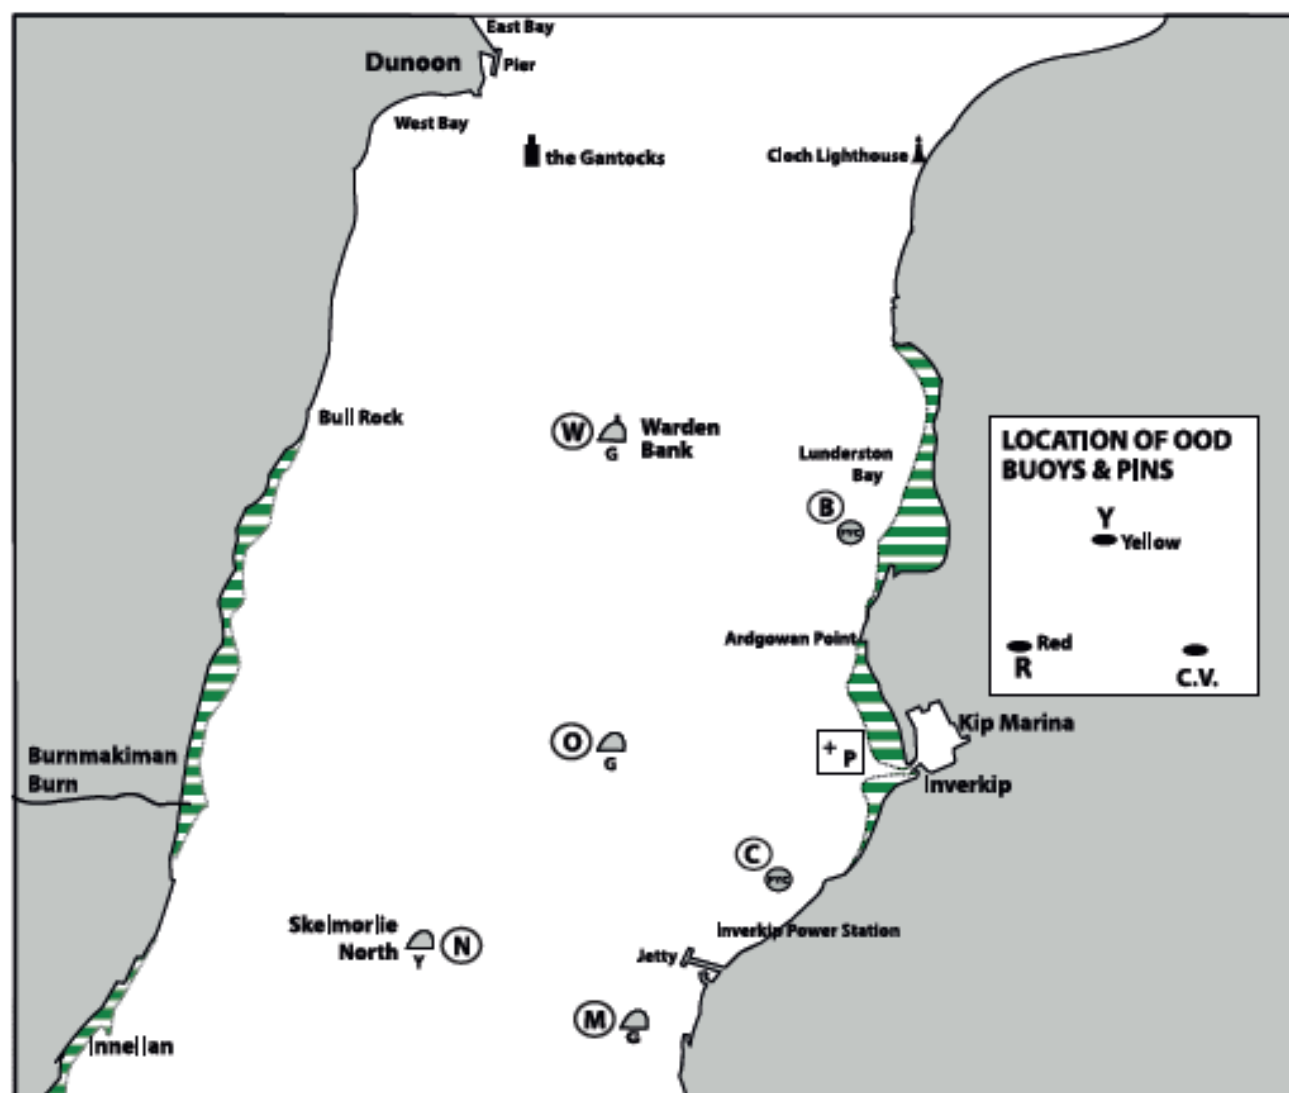 East Bay
Dunoon
Pier
West Bay
the Gantocks
Cloch Lighthouse
Bull Rock
W
G
Warden
Bank
Lunderston
Bay
B
LOCATION OF OOD
BUOYS & PINS
Y
Yellow
Red
R
C.V.
Ardgowan Point
Kip Marina
O
G
P
Burnmakiman
Burn
Inverkip
C
Skelmorlie
North
Y
N
Inverkip Power Station
Jetty
M
G
Innellan